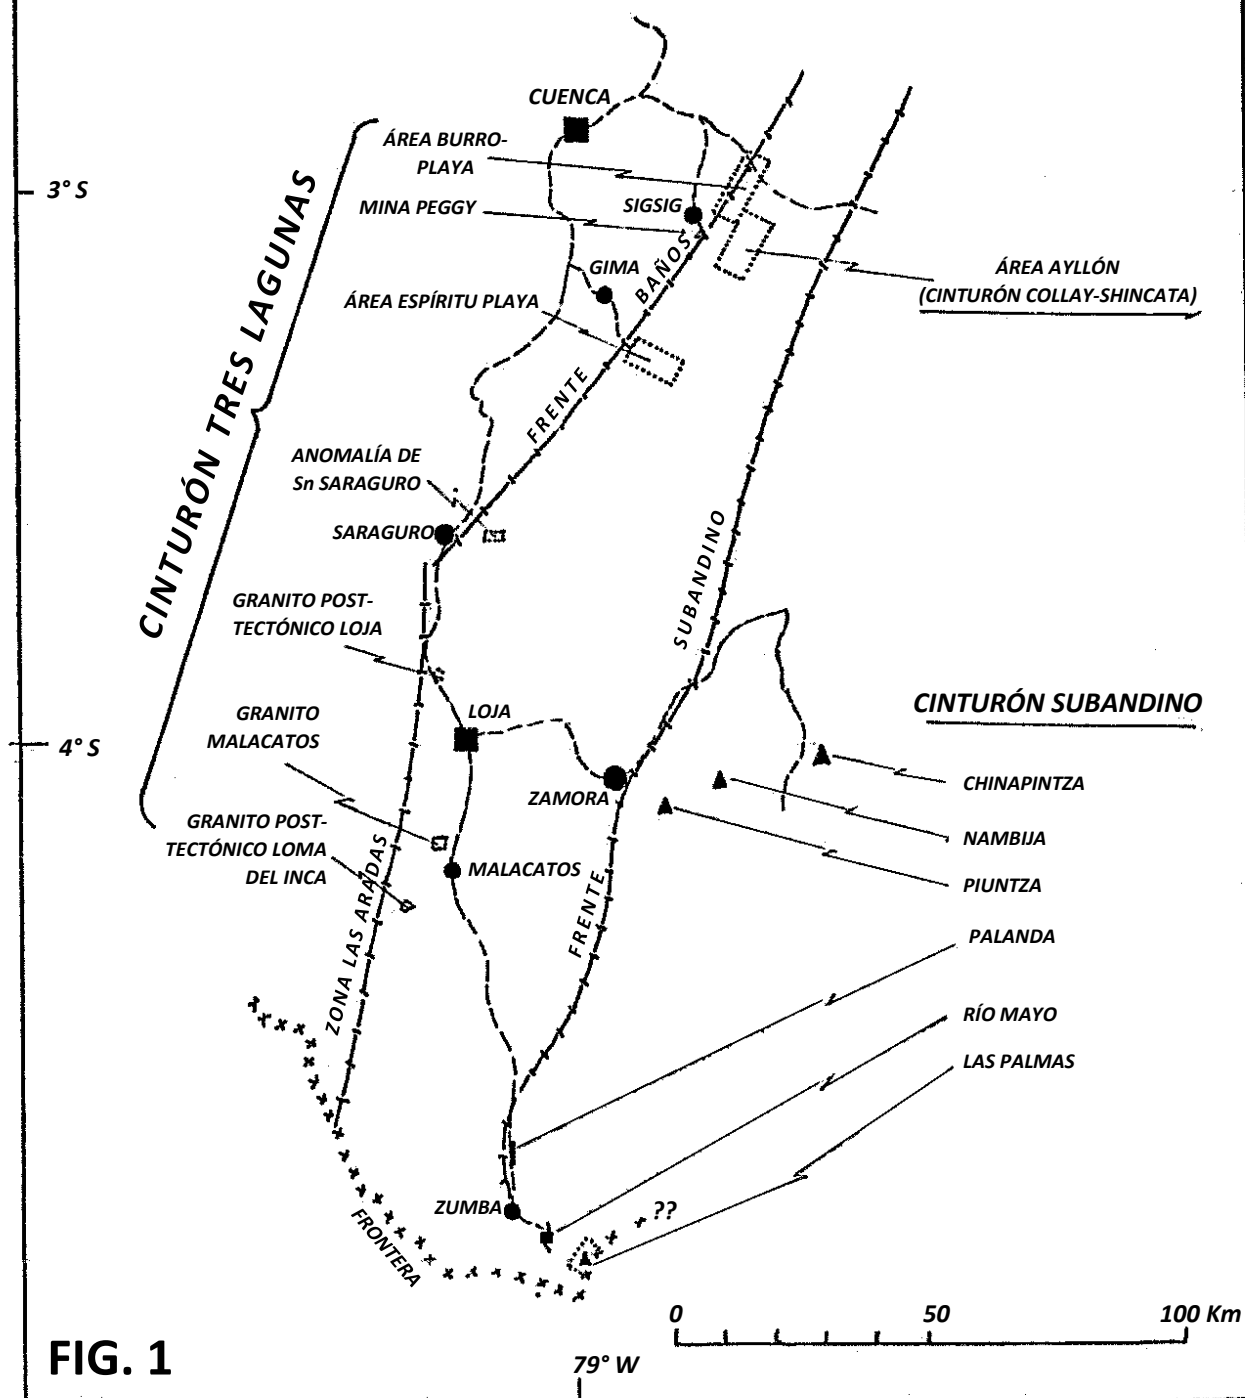 CUENCA
ÁREA BURRO-
PLAYA
3° S
MINA PEGGY
SIGSIG
GIMA
ÁREA ESPÍRITU PLAYA
ÁREA AYLLÓN
(CINTURÓN COLLAY-SHINCATA)
FRENTE BAÑOS
CINTURÓN TRES LAGUNAS
ANOMALÍA DE
Sn SARAGURO
SARAGURO
GRANITO POST-
TECTÓNICO LOJA
FRENTE SUBANDINO
CINTURÓN SUBANDINO
GRANITO
MALACATOS
LOJA
4° S
ZAMORA
CHINAPINTZA
NAMBIJA
PIUNTZA
GRANITO POST-
TECTÓNICO LOMA
DEL INCA
MALACATOS
ZONA LAS ARADAS
PALANDA
RÍO MAYO
LAS PALMAS
ZUMBA
??
FRONTERA
0 50 100 Km
FIG. 1
79° W